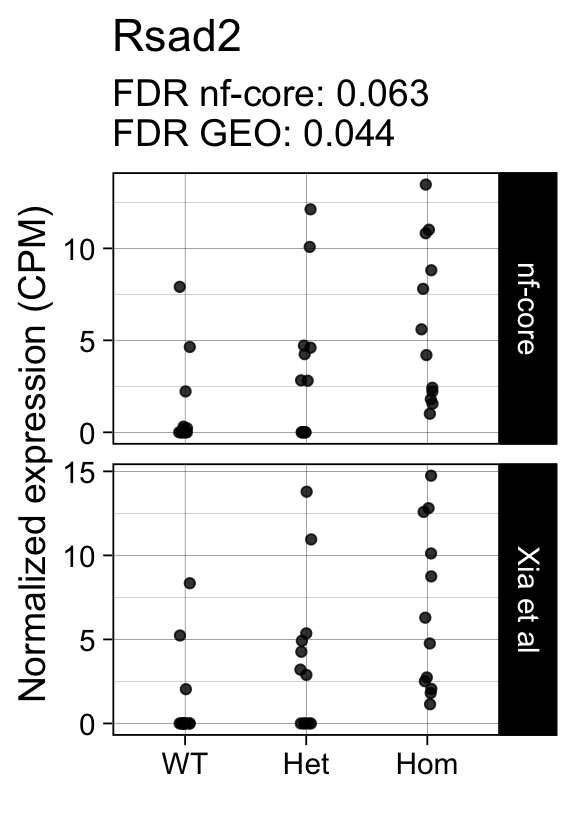 Rsad2
FDR nf-core: 0.063
FDR GEO: 0.044
Normalized expression (CPM)
10
5
0
nf-core
15
10
5
0
Xia et al
WT Het Hom